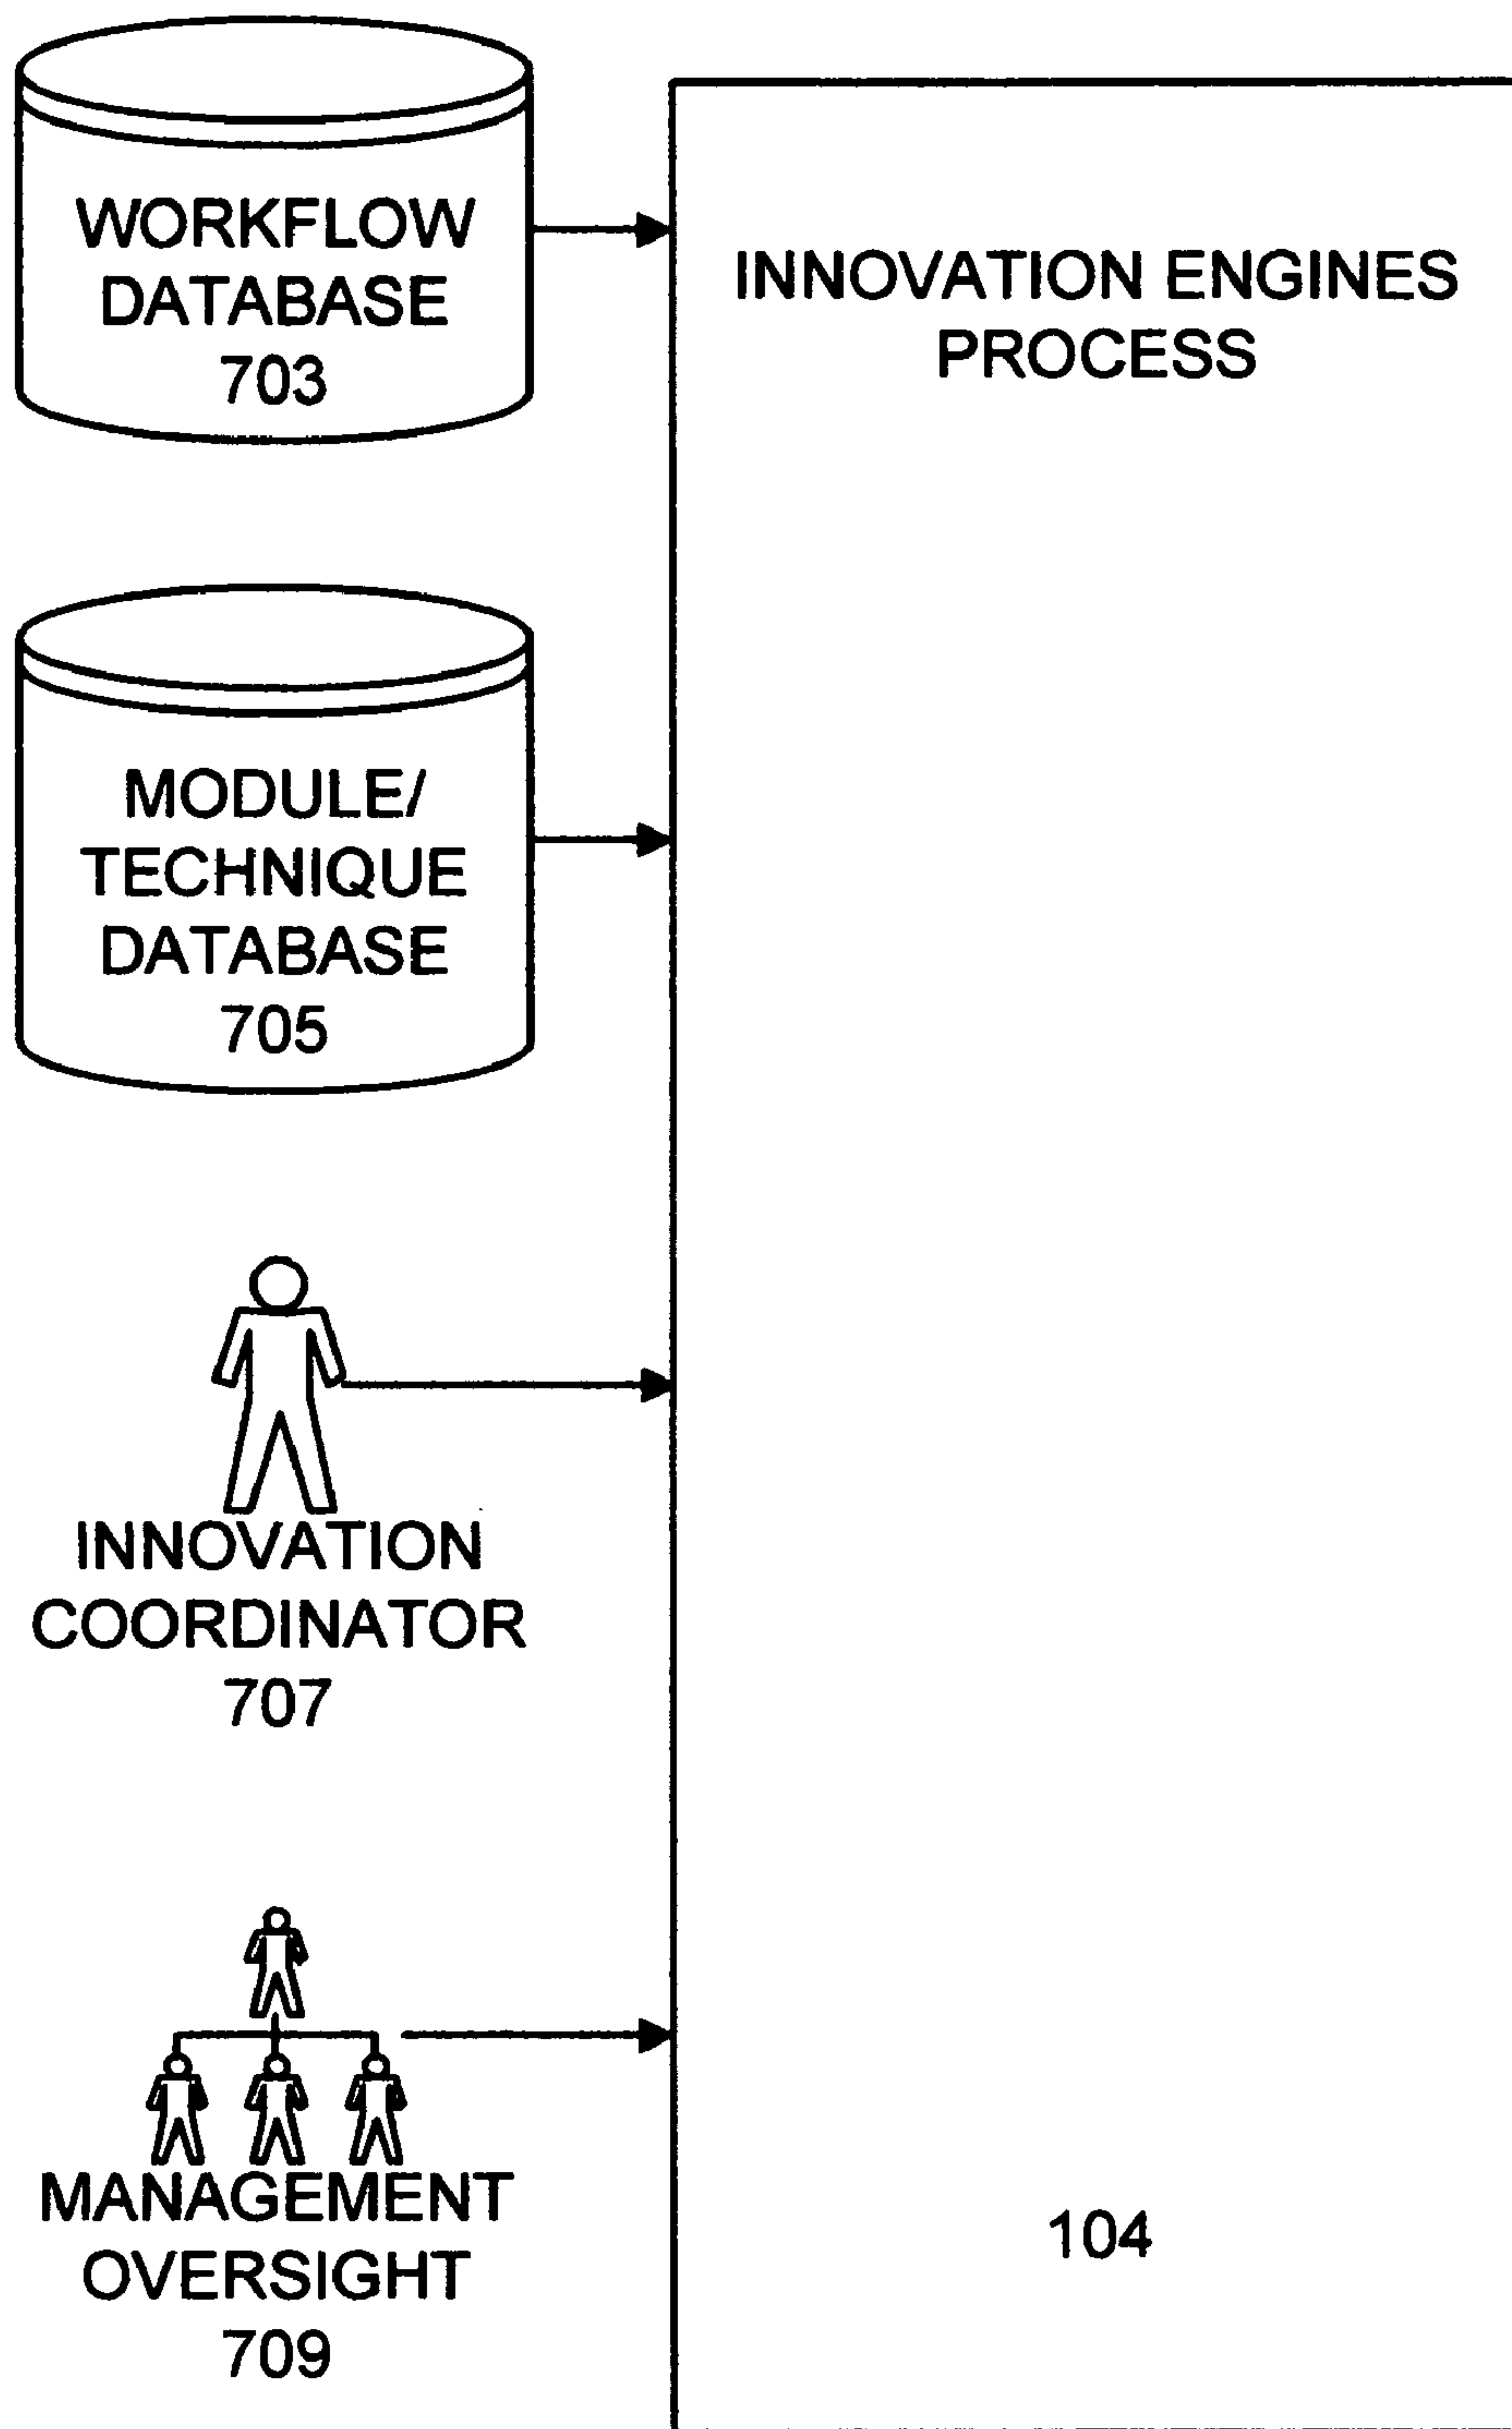 WORKFLOW
DATABASE
703
INNOVATION ENGINES
PROCESS
MODULE/
TECHNIQUE
DATABASE
705
INNOVATION
COORDINATOR
707
MANAGEMENT
OVERSIGHT
709
104